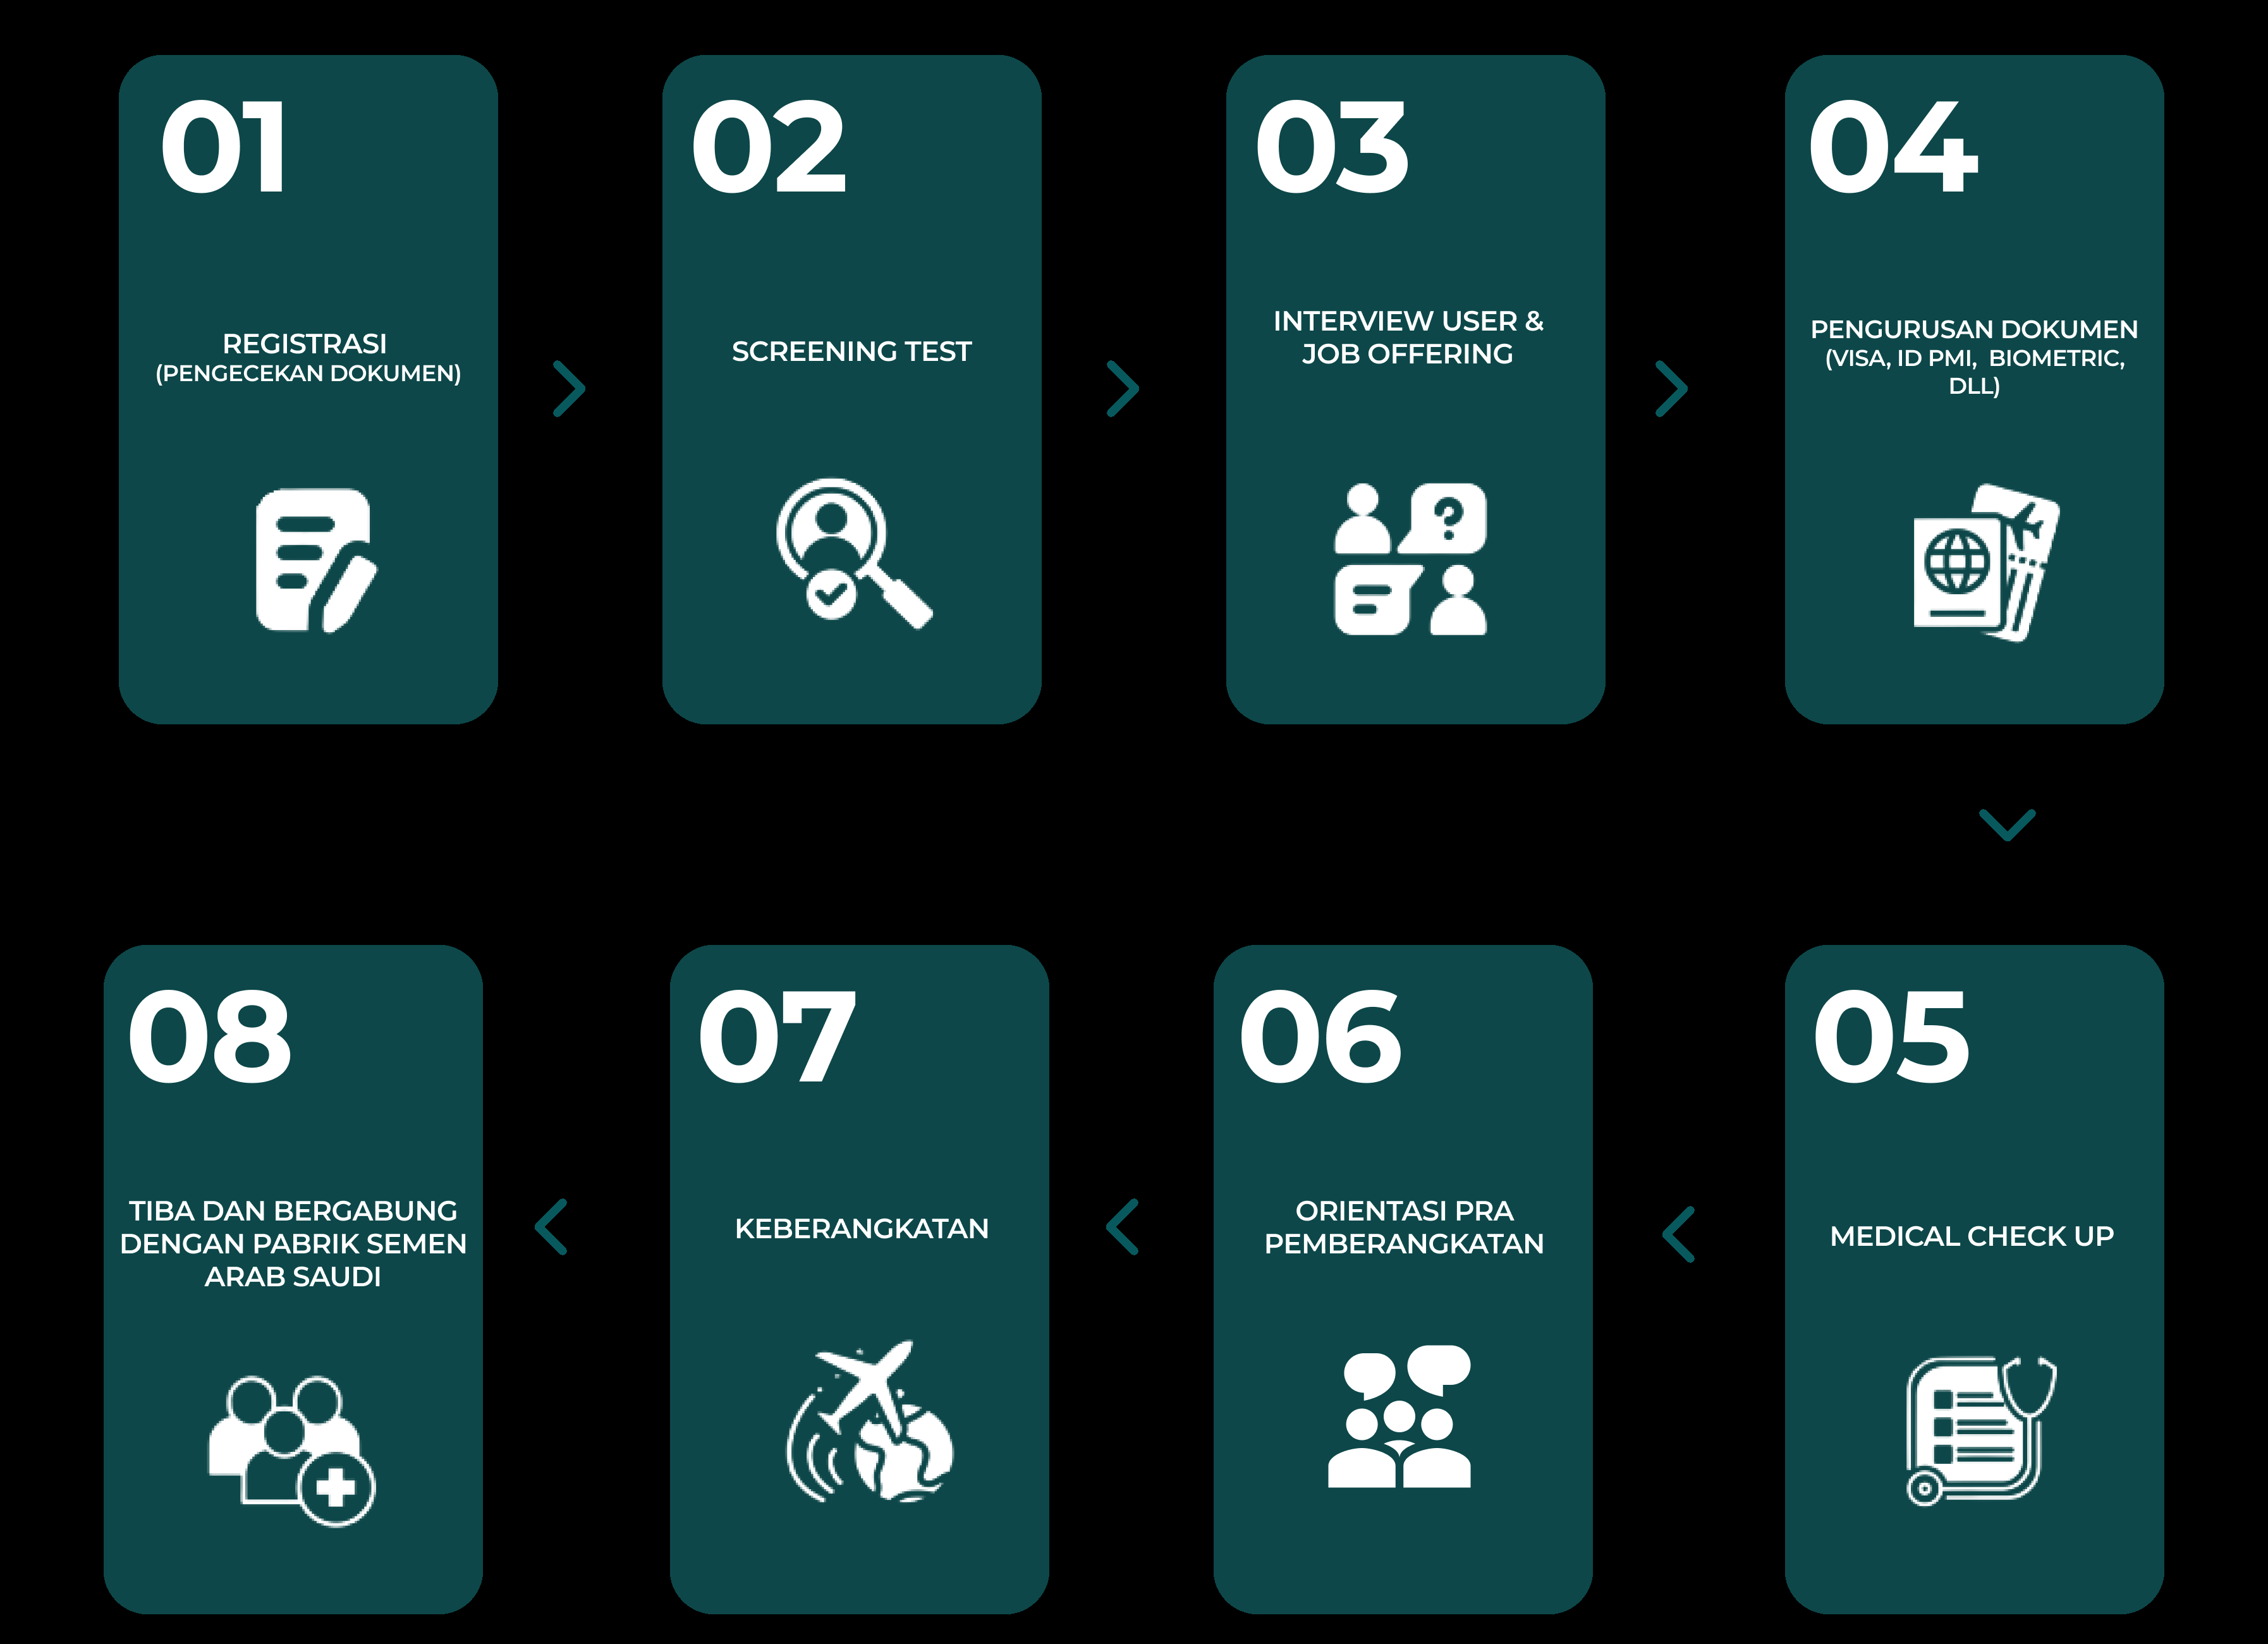 01
REGISTRASI
(PENGECEKAN DOKUMEN)
02
SCREENING TEST
03
INTERVIEW USER &
JOB OFFERING
04
PENGURUSAN DOKUMEN
(VISA, ID PMI, BIOMETRIC,
DLL)
05
MEDICAL CHECK UP
06
ORIENTASI PRA
PEMBERANGKATAN
07
KEBERANGKATAN
08
TIBA DAN BERGABUNG
DENGAN PABRIK SEMEN
ARAB SAUDI